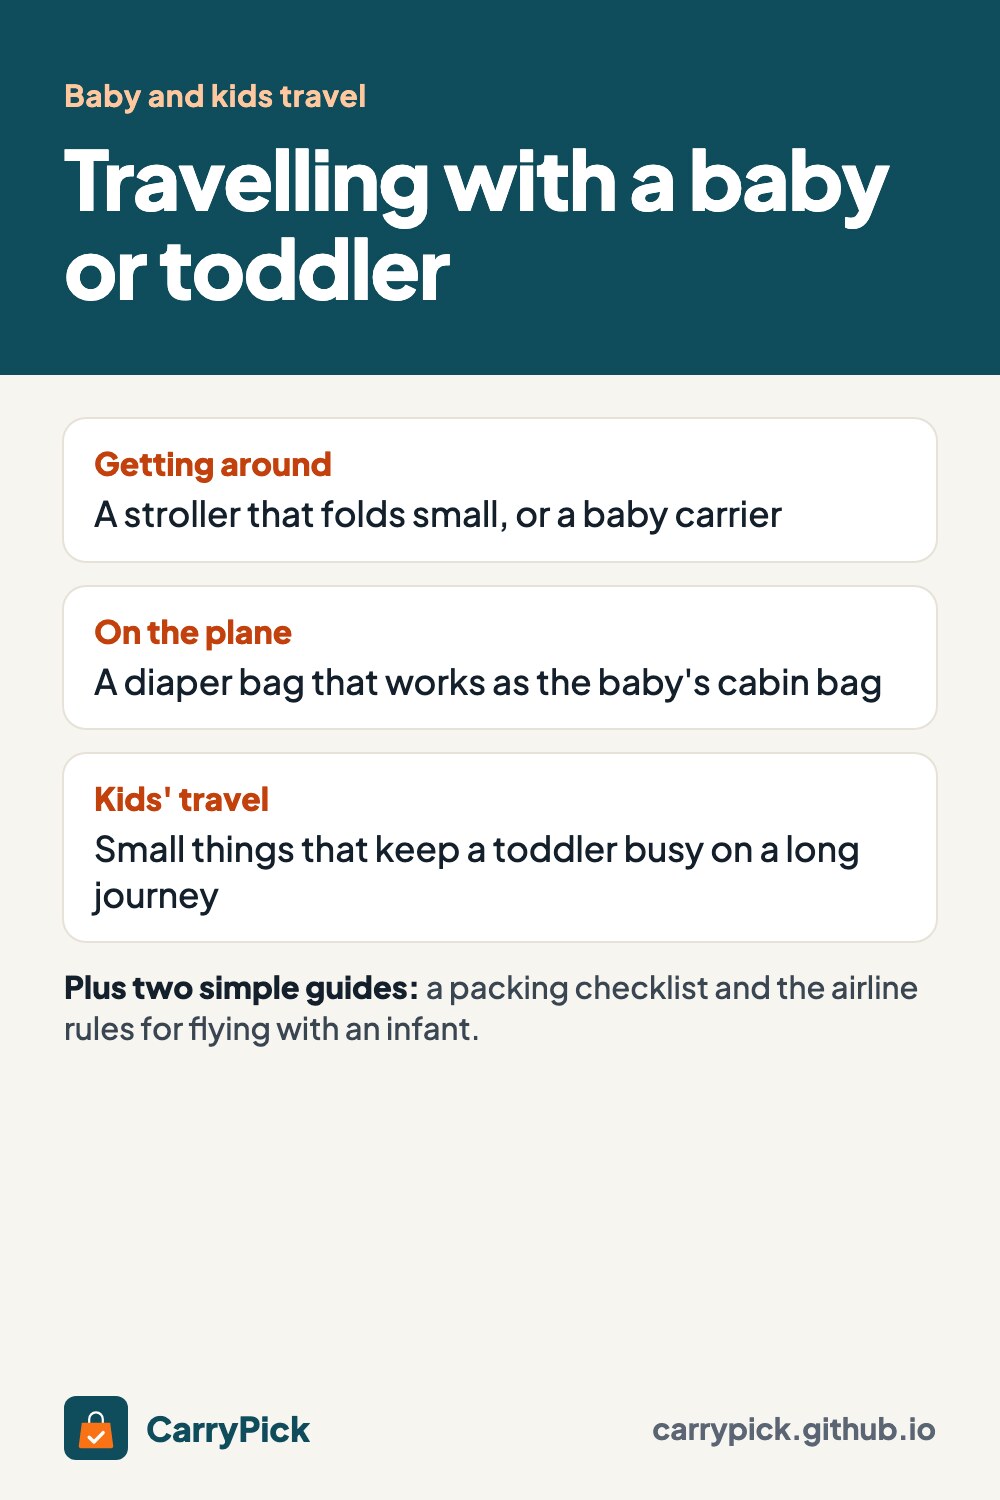 Baby and kids travel
Travelling with a baby
or toddler
Getting around
A stroller that folds small, or a baby carrier
On the plane
A diaper bag that works as the baby's cabin bag
Kids' travel
Small things that keep a toddler busy on a long
journey
Plus two simple guides: a packing checklist and the airline
rules for flying with an infant.
CarryPick
carrypick.github.io